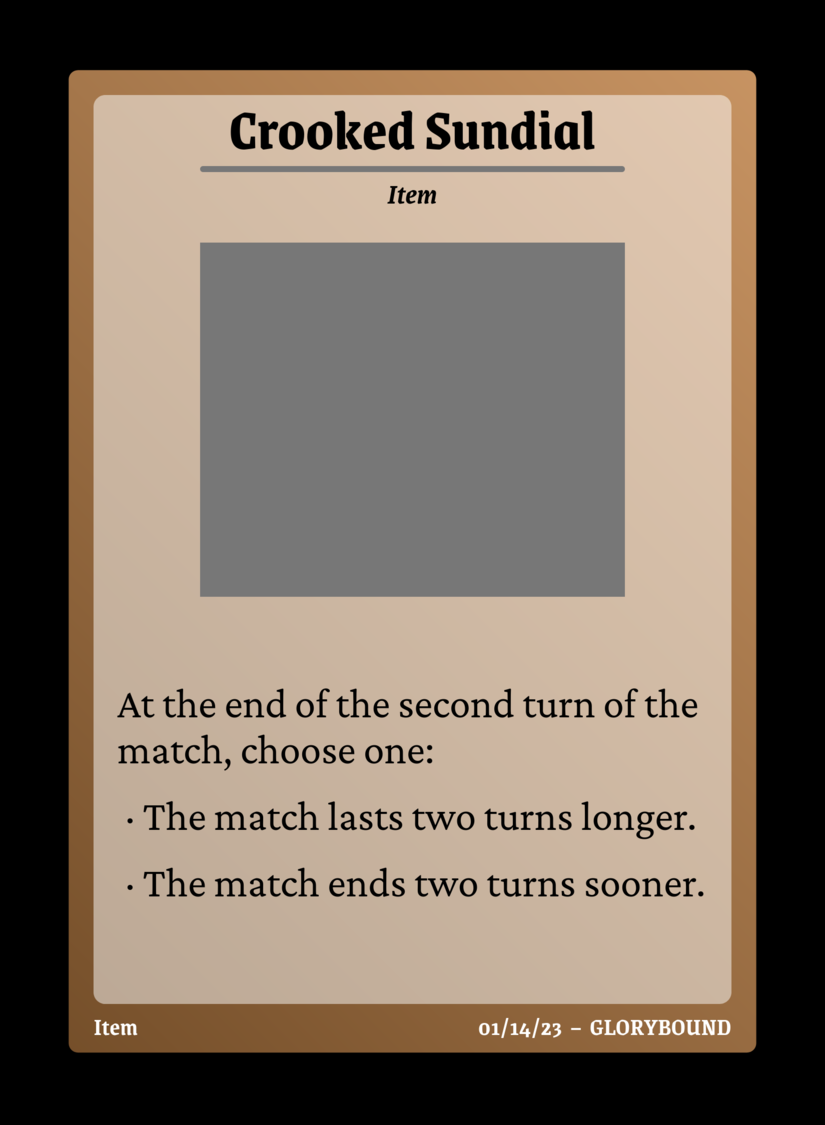 Crooked Sundial
Item
At the end of the second turn of the
match, choose one:
· The match lasts two turns longer.
· The match ends two turns sooner.
Item
01/14/23 – GLORYBOUND